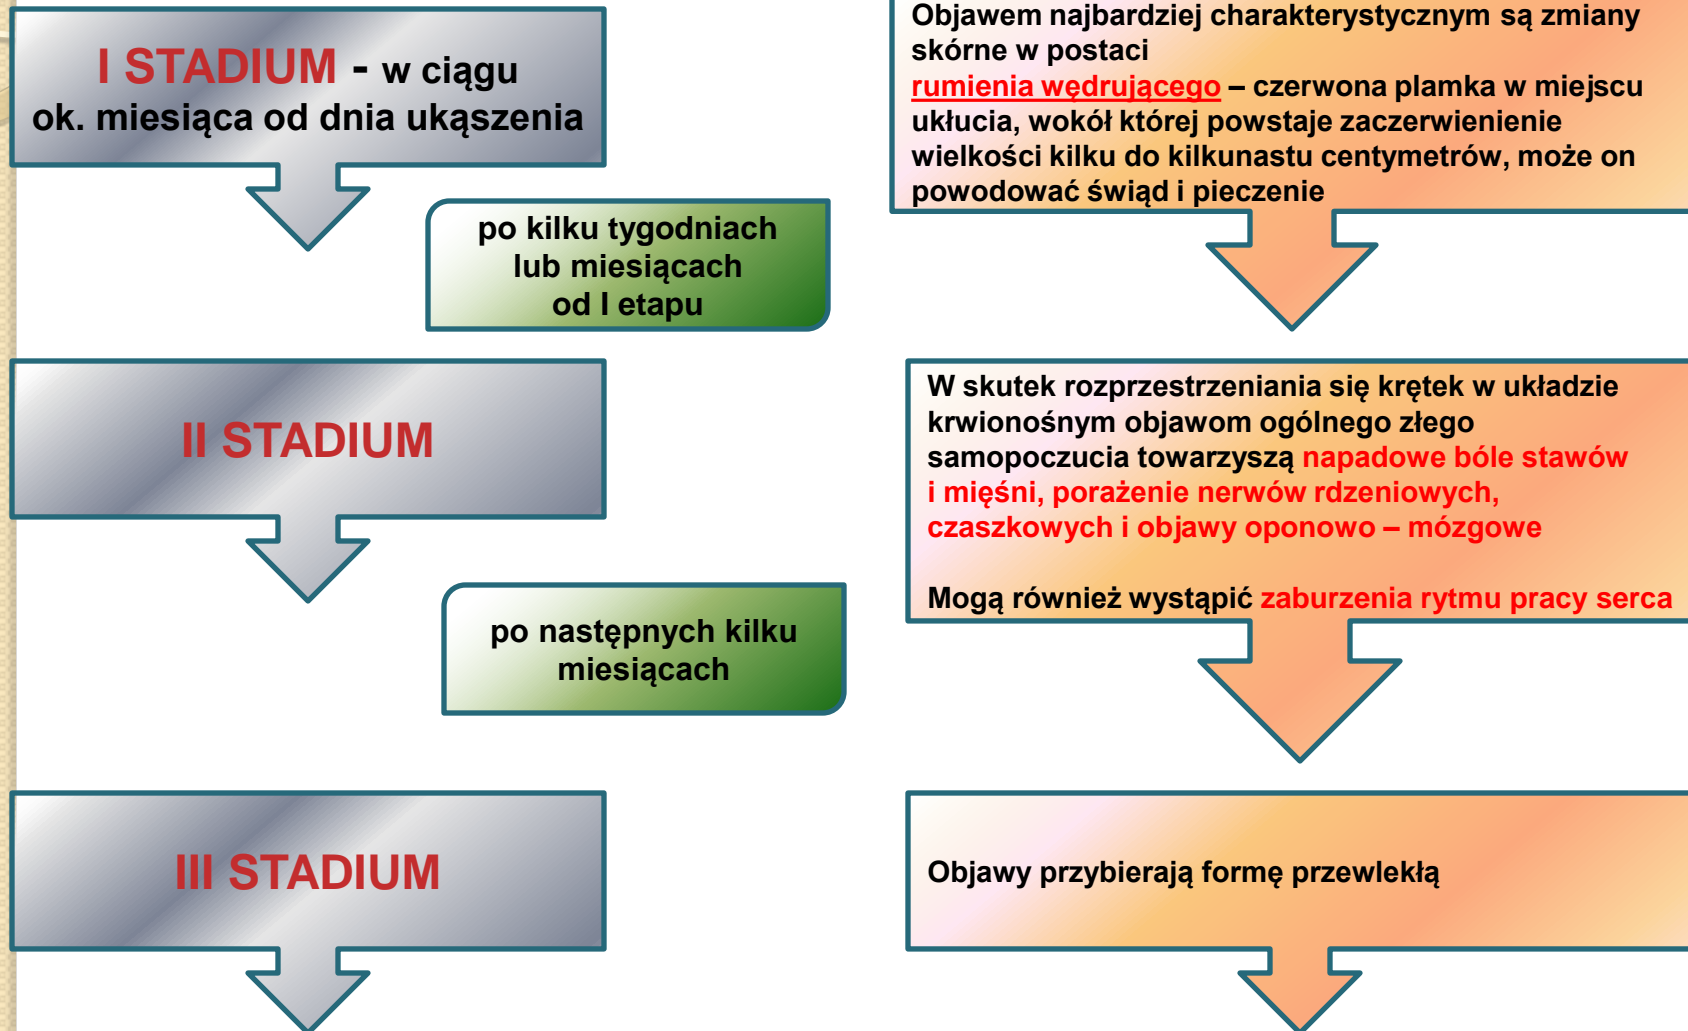 I STADIUM - w ciągu
ok. miesiąca od dnia ukąszenia
Objawem najbardziej charakterystycznym są zmiany
skórne w postaci
rumienia wędrującego – czerwona plamka w miejscu
ukłucia, wokół której powstaje zaczerwienienie
wielkości kilku do kilkunastu centymetrów, może on
powodować świąd i pieczenie
po kilku tygodniach
lub miesiącach
od I etapu
II STADIUM
W skutek rozprzestrzeniania się krętek w układzie
krwionośnym objawom ogólnego złego
samopoczucia towarzyszą napadowe bóle stawów
i mięśni, porażenie nerwów rdzeniowych,
czaszkowych i objawy oponowo – mózgowe
Mogą również wystąpić zaburzenia rytmu pracy serca
po następnych kilku
miesiącach
III STADIUM
Objawy przybierają formę przewlekłą